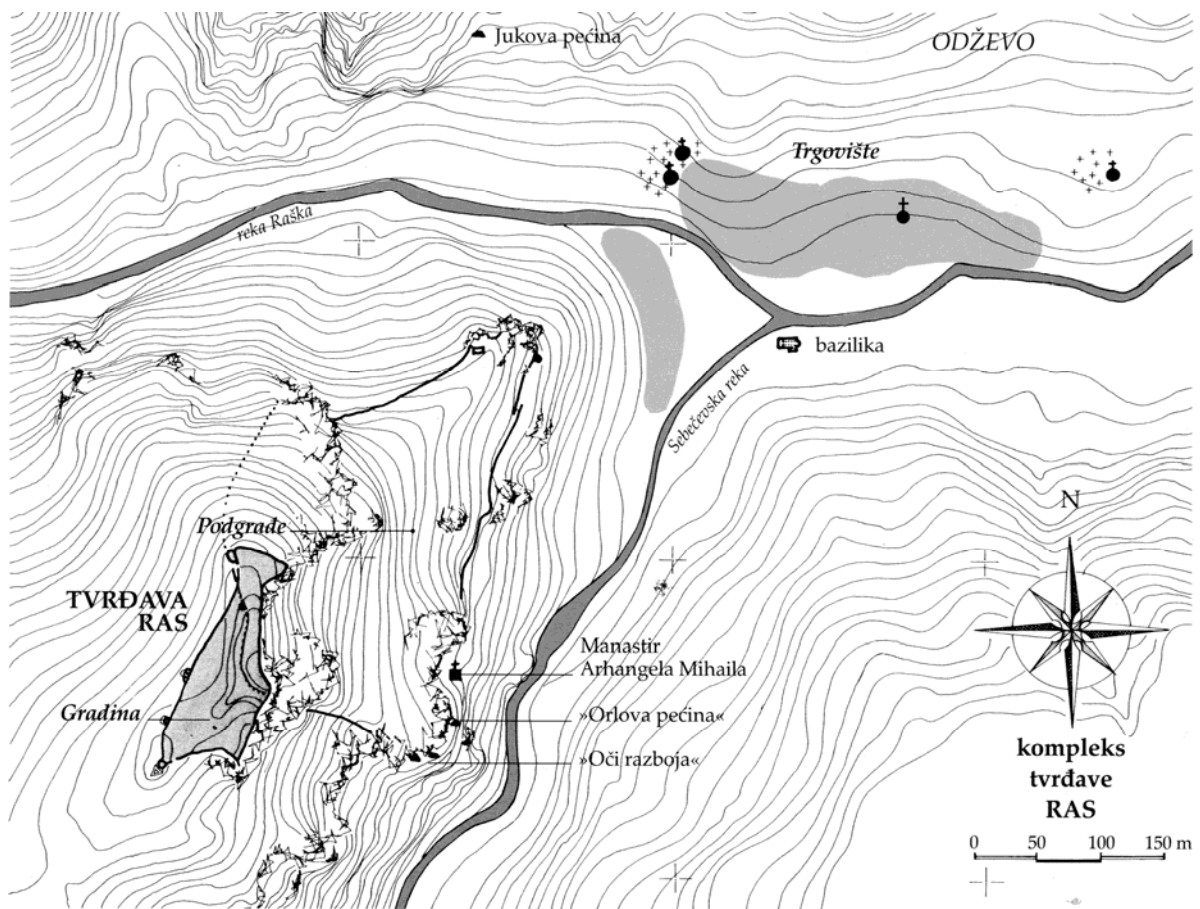 Jukova pećina
ODŽEVO
Trgovište
reka Raška
bazilika
Sebečevska reka
N
Podgrađe
TVRĐAVA
RAS
Manastir
Arhangela Mihaila
Gradina
»Orlova pećina«
»Oči razboja«
kompleks
tvrđave
RAS
0 50 100 150 m